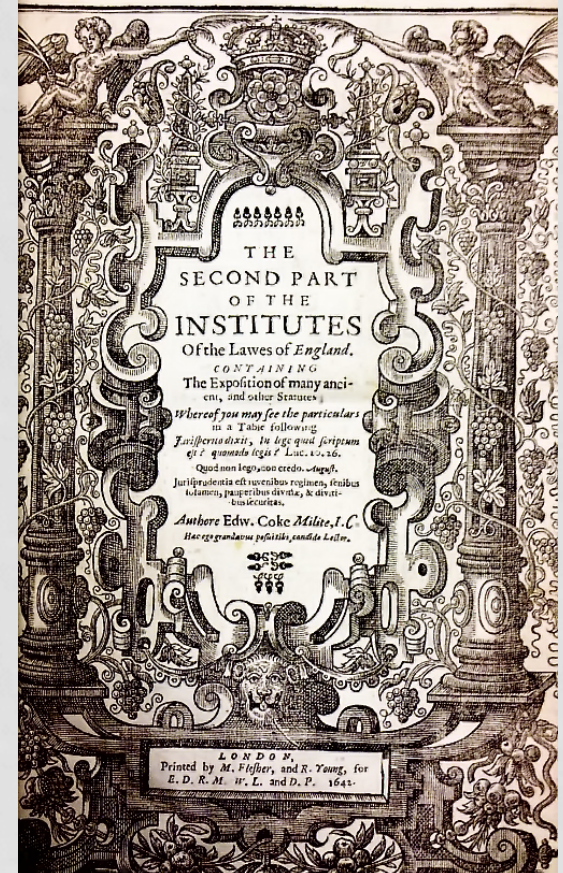 THE
SECOND PART
OF THE
INSTITUTES
Of the Lawes of England.
CONTAINING
The Exposition of many anci-
ent, and other Statutes
Whereof you may see the particulars
in a Table following
Jurisperito dixit, In lege quid scriptum
est? quomodo legis? Luc. 10. 26.
Quod non lego, non credo. August.
Jurisprudentia est iuvenibus regimen, senibus
solamen, pauperibus divitiæ, & diviti-
bus securitas.
Authore Edw. Coke Milite, I.C.
Hæc ego grandævus posui tibi, candide Lector.
LONDON,
Printed by M. Flesher, and R. Young, for
E. D. R. M. W. L. and D. P. 1642.